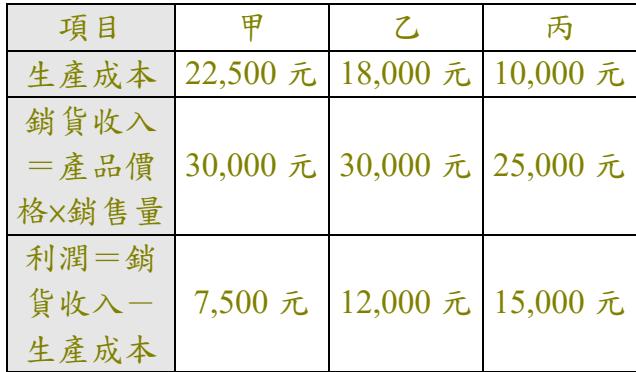 項目 甲 乙 丙
生產成本 22,500 元 18,000 元 10,000 元
銷貨收入
＝產品價 30,000 元 30,000 元 25,000 元
格×銷售量
利潤＝銷
貨收入－ 7,500 元 12,000 元 15,000 元
生產成本